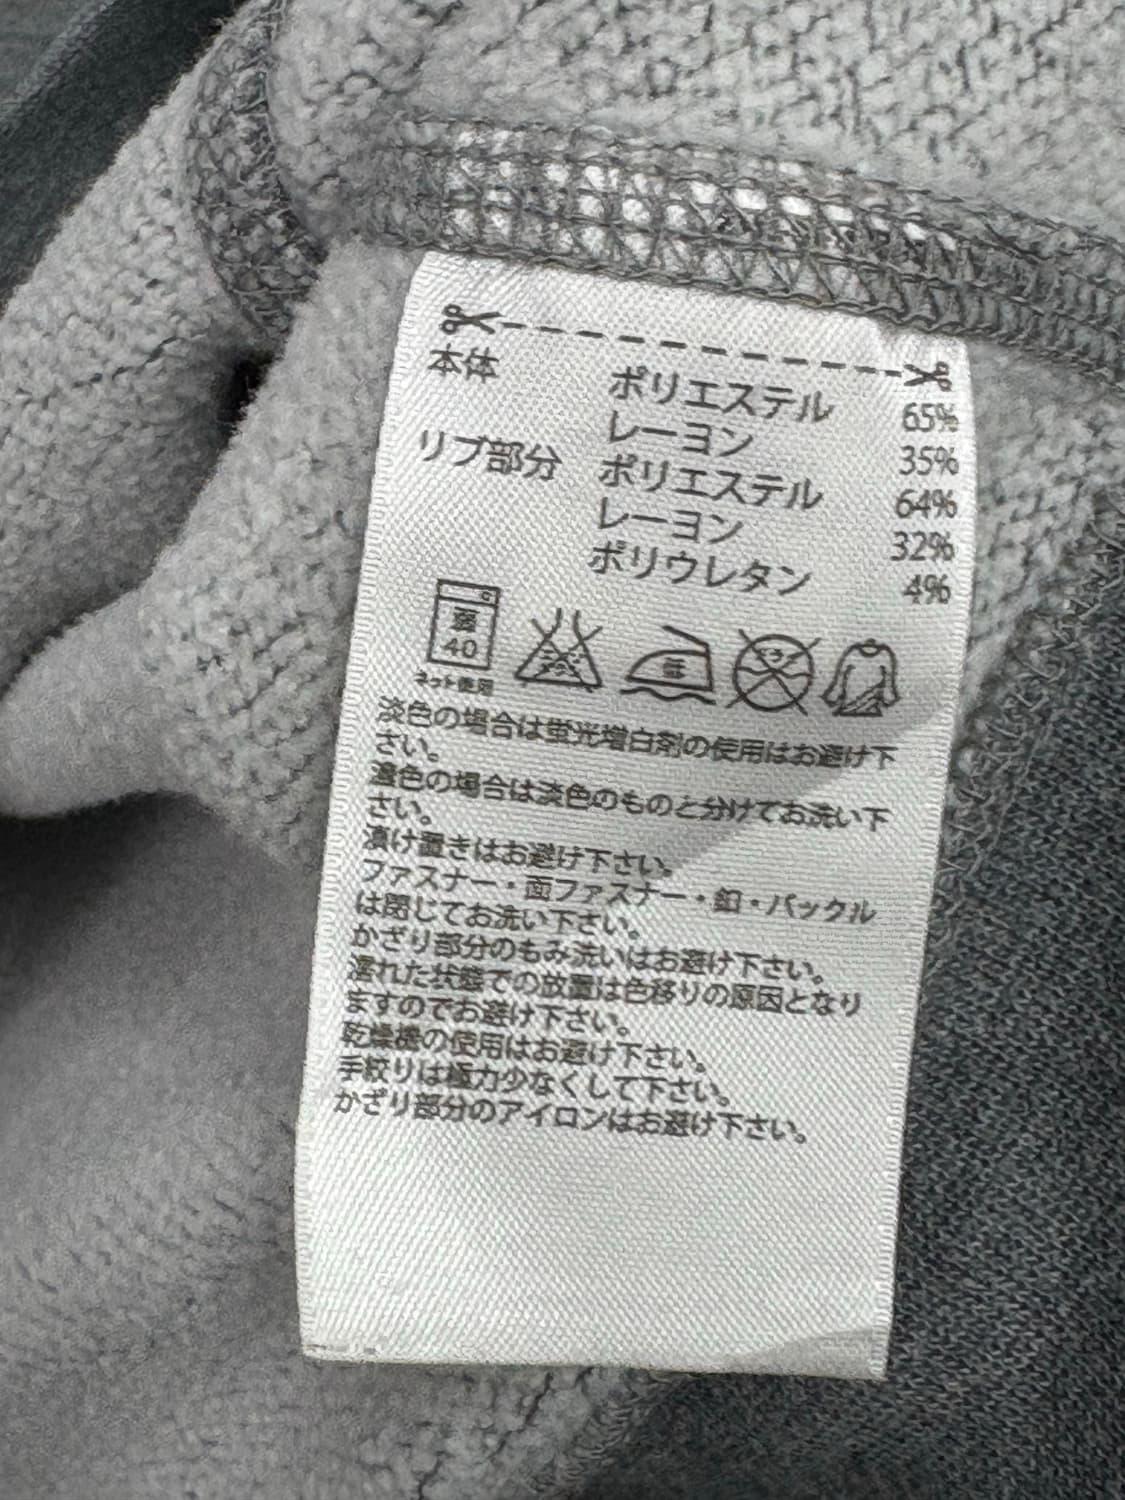 本体 ポリエステル 65%
レーヨン 35%
リブ部分 ポリエステル 64%
レーヨン 32%
ポリウレタン 4%
弱
40
ネット使用
淡色の場合は蛍光増白剤の使用はお避け下
さい。
濃色の場合は淡色のものと分けてお洗い下
さい。
漬け置きはお避け下さい。
ファスナー・面ファスナー・釦・バックル
は閉じてお洗い下さい。
かざり部分のもみ洗いはお避け下さい。
濡れた状態での放置は色移りの原因となり
ますのでお避け下さい。
乾燥機の使用はお避け下さい。
手絞りは極力少なくして下さい。
かざり部分のアイロンはお避け下さい。